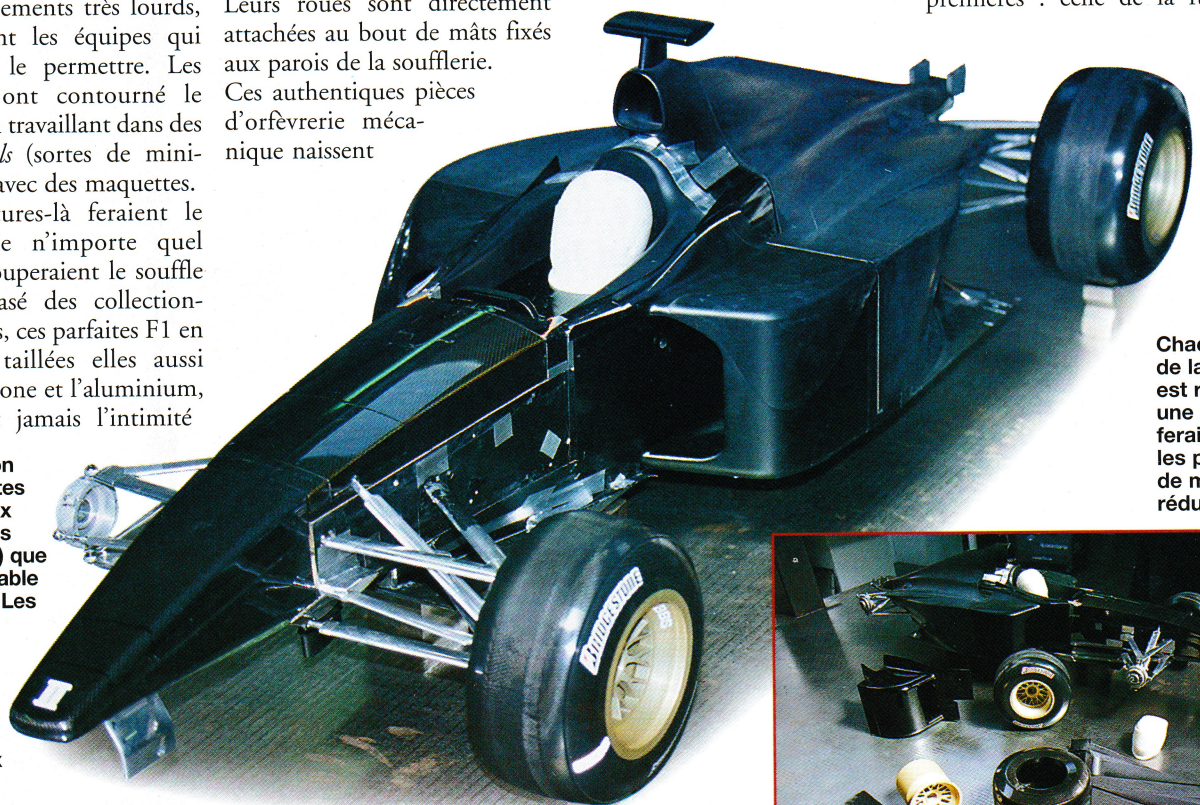 ements très lourds,
nt les équipes qui
le permettre. Les
ont contourné le
travaillant dans des
ls (sortes de mini-
avec des maquettes.
tures-là feraient le
e n'importe quel
ouperaient le souffle
asé des collection-
s, ces parfaites F1 en
taillées elles aussi
one et l'aluminium,
jamais l'intimité
Leurs roues sont directement
attachées au bout de mâts fixés
aux parois de la soufflerie.
Ces authentiques pièces
d'orfèvrerie méca-
nique naissent
premières : celle de la
on
tes
x
s
) que
able
Les
x
Chac
de la
est r
une
ferai
les p
de m
rédu
BRIDGESTONE
BRIDGESTONE
BBS